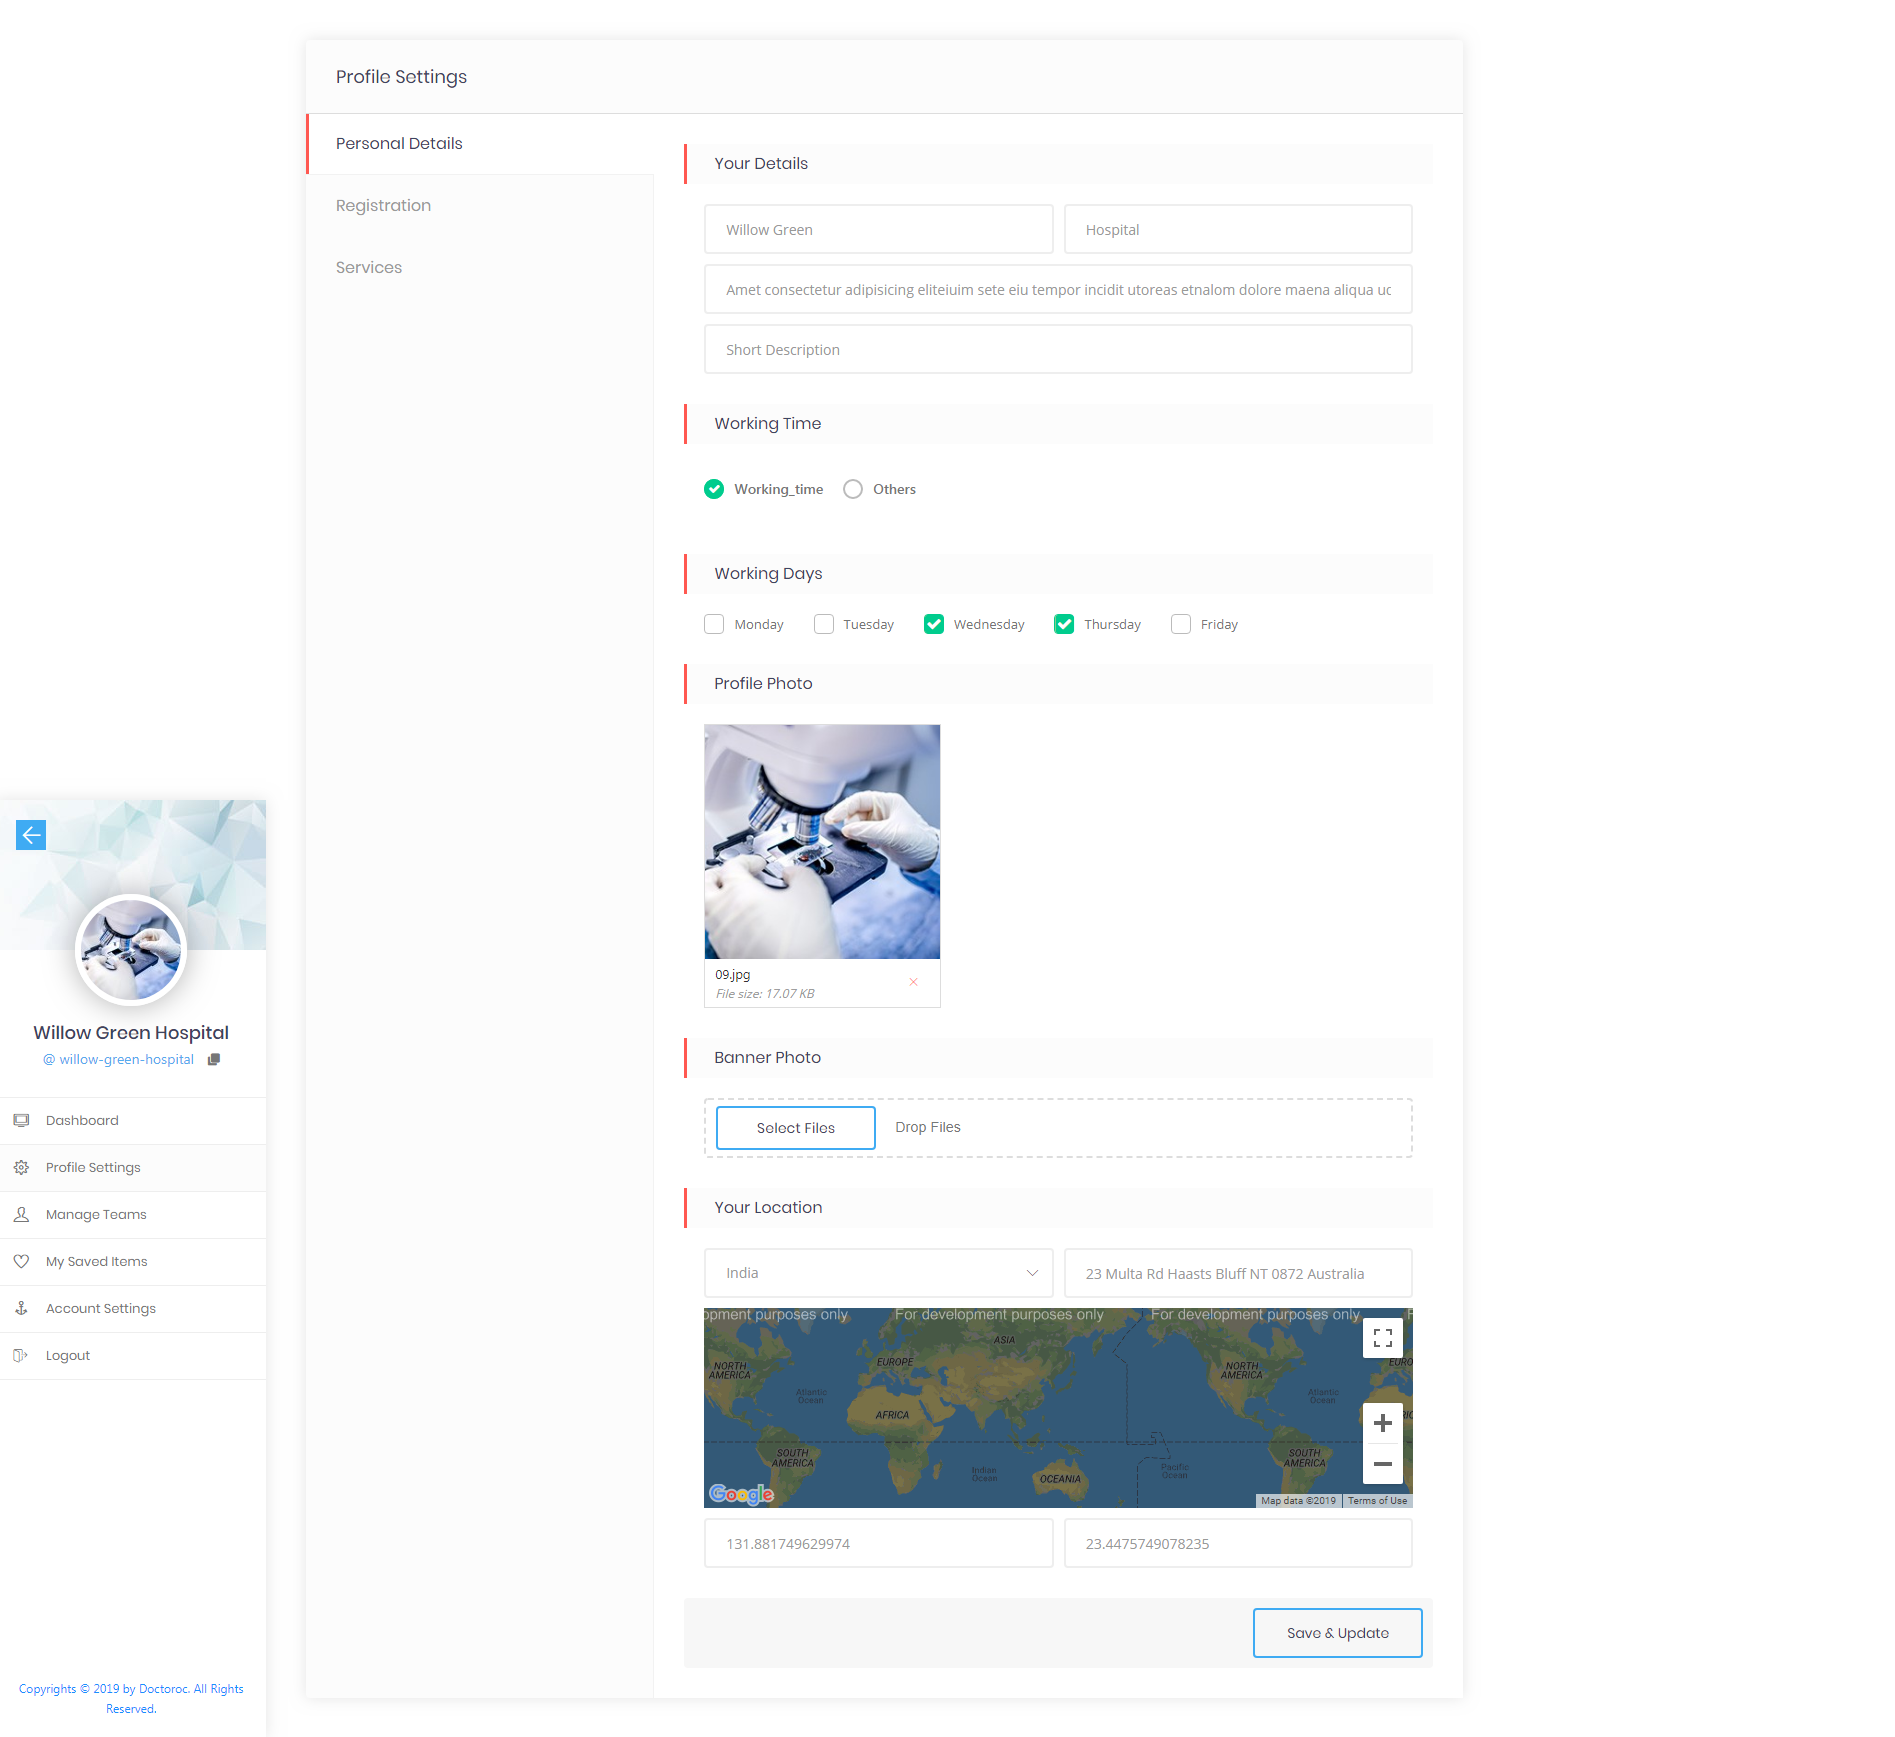 Profile Settings
Personal Details
Registration
Services
Your Details
Willow Green
Hospital
Amet consectetur adipisicing eliteiuim sete eiu tempor incidit utoreas etnalom dolore maena aliqua uc
Short Description
Working Time
Working_time
Others
Working Days
Monday
Tuesday
Wednesday
Thursday
Friday
Profile Photo
09.jpg
File size: 17.07 KB
Banner Photo
Select Files
Drop Files
Your Location
India
23 Multa Rd Haasts Bluff NT 0872 Australia
opment purposes only
For development purposes only
For development purposes only
F
ASIA
EUROPE
NORTH
AMERICA
Atlantic
Ocean
AFRICA
SOUTH
AMERICA
Indian
Ocean
OCEANIA
Pacific
Ocean
NORTH
AMERICA
Atlantic
Ocean
EURO
RIC
SOUTH
AMERICA
Google
Map data ©2019
Terms of Use
131.881749629974
23.4475749078235
Save & Update
Willow Green Hospital
@ willow-green-hospital
Dashboard
Profile Settings
Manage Teams
My Saved Items
Account Settings
Logout
Copyrights © 2019 by Doctoroc. All Rights
Reserved.